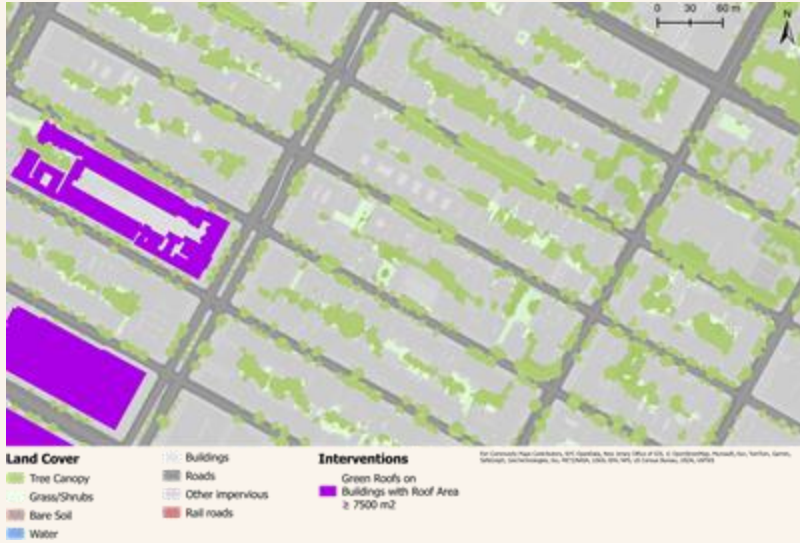 0 30 60 m
N
Land Cover
Tree Canopy
Grass/Shrubs
Bare Soil
Water
Buildings
Roads
Other impervious
Rail roads
Interventions
Green Roofs on
Buildings with Roof Area
≥ 7500 m2